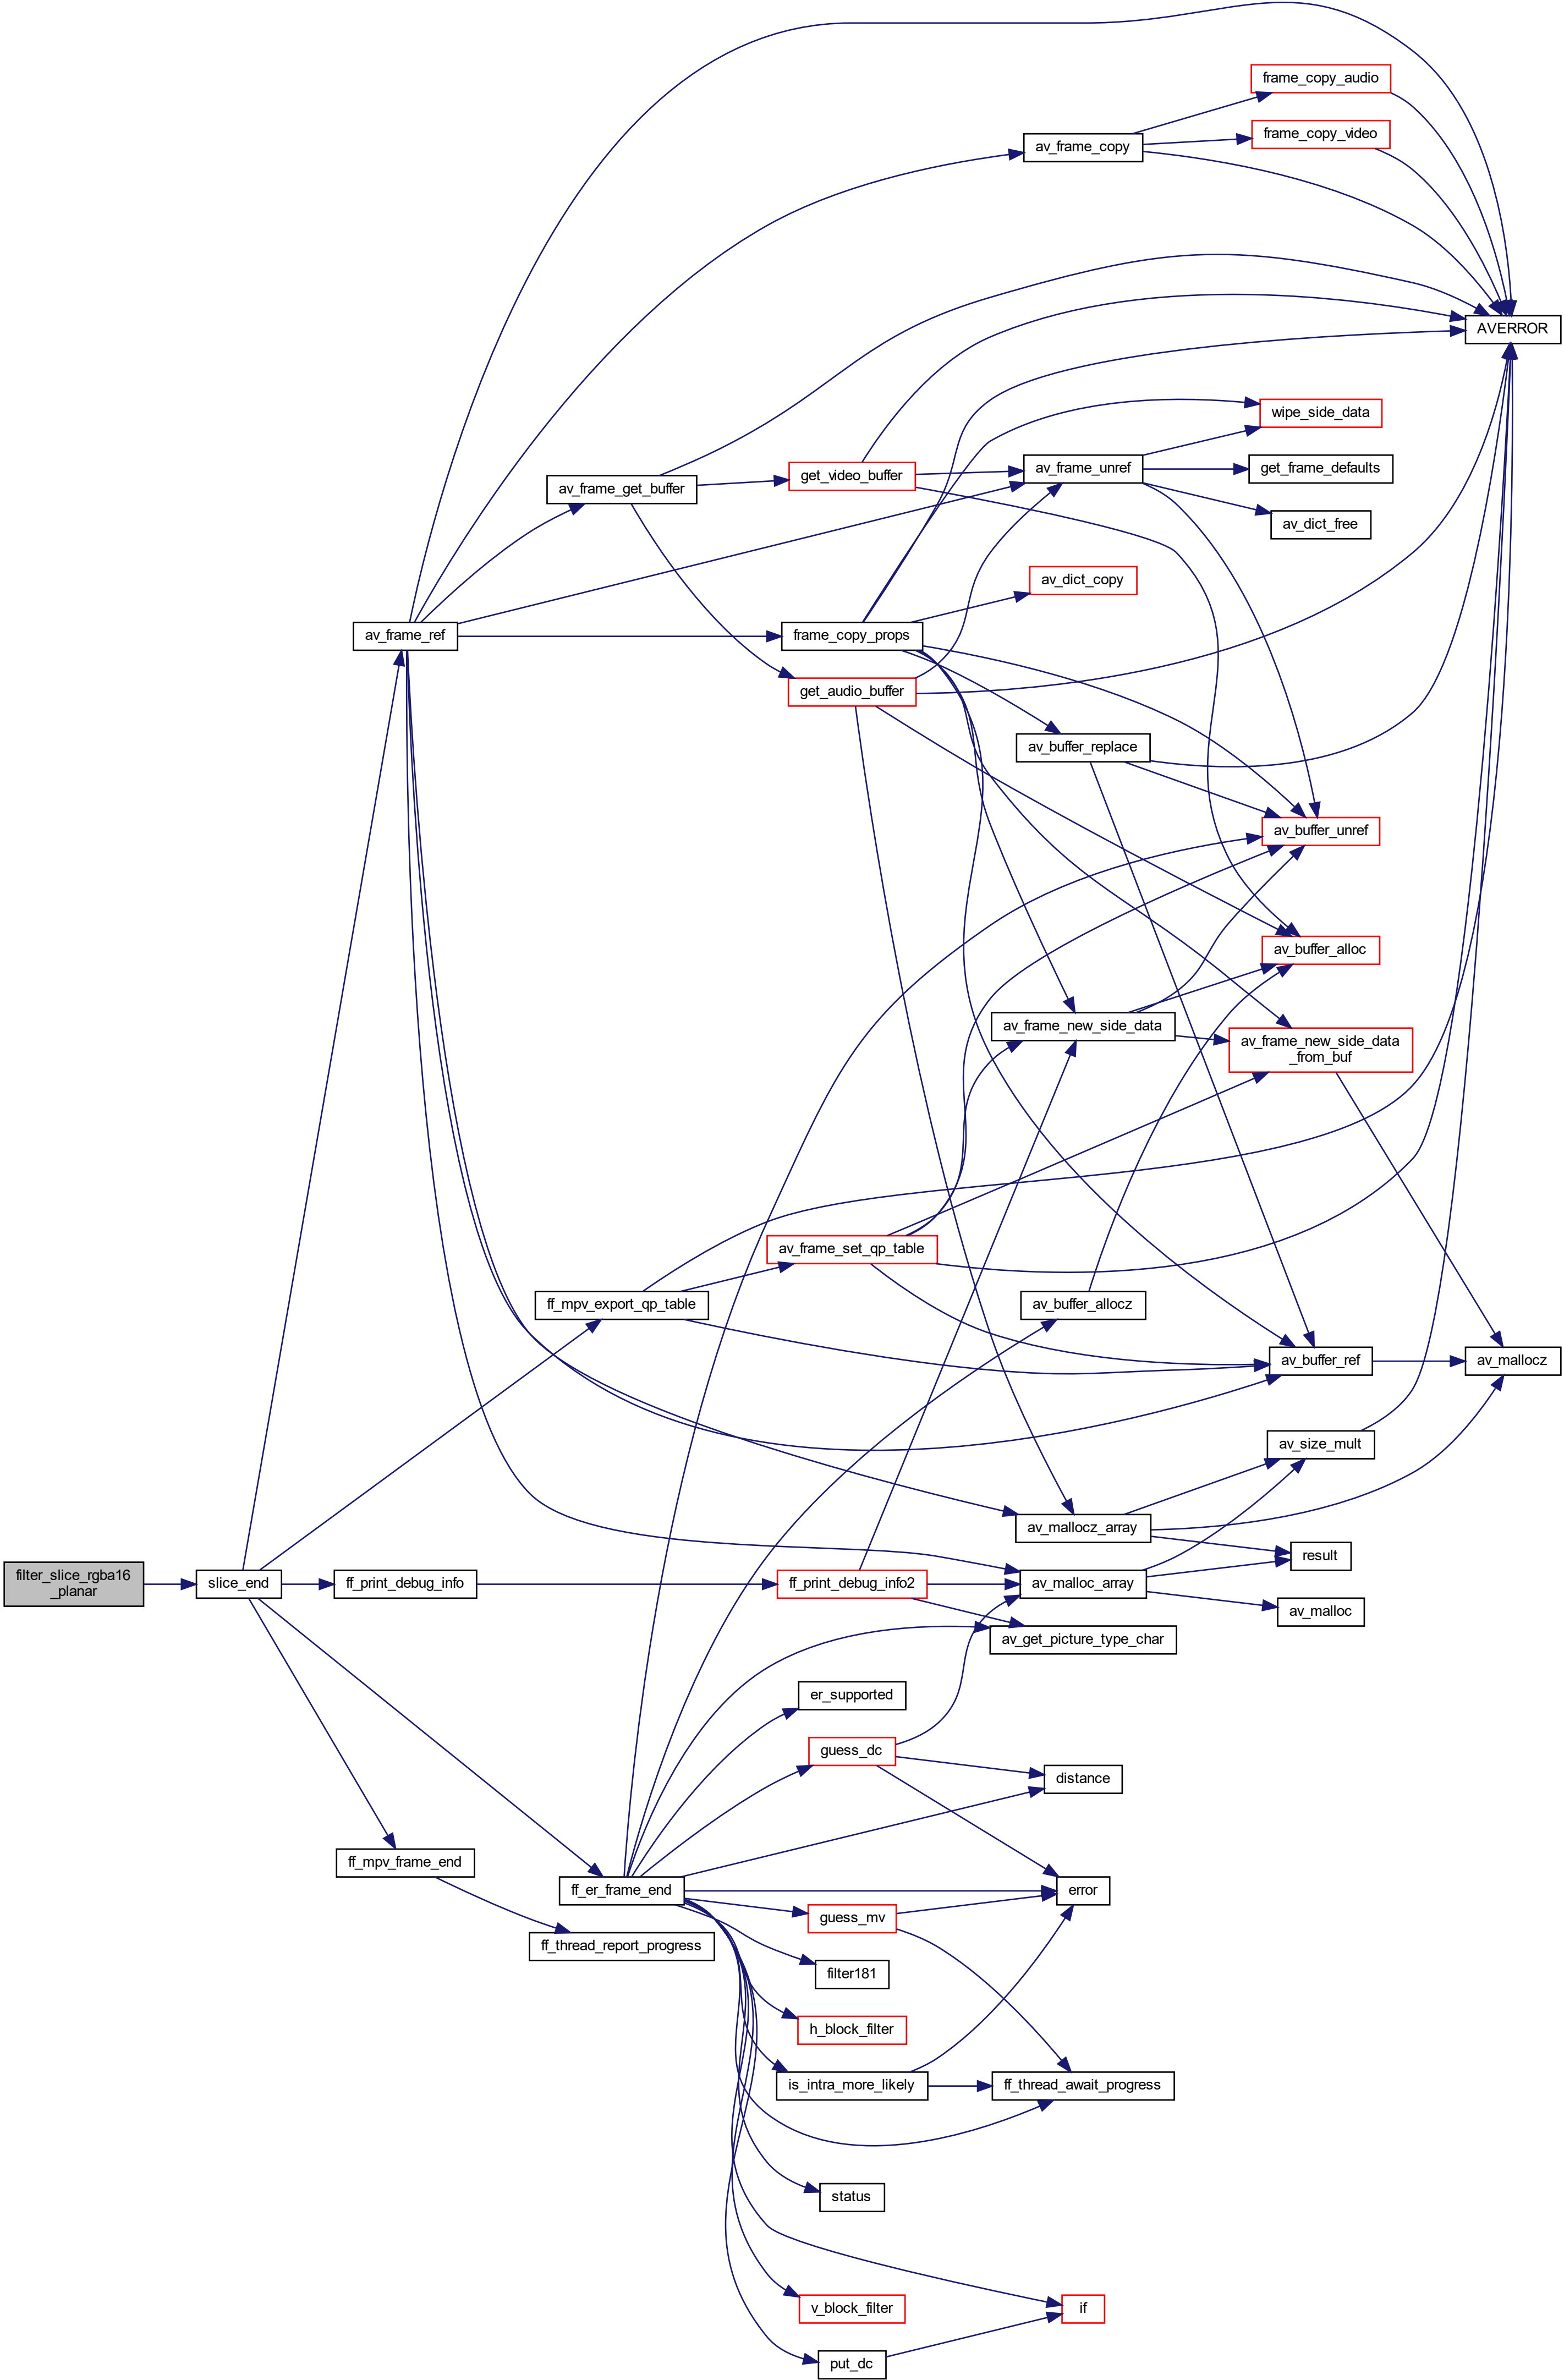 frame_copy_audio
frame_copy_video
av_frame_copy
AVERROR
wipe_side_data
av_frame_unref
get_frame_defaults
get_video_buffer
av_frame_get_buffer
av_dict_free
av_dict_copy
av_frame_ref
frame_copy_props
get_audio_buffer
av_buffer_replace
av_buffer_unref
av_buffer_alloc
av_frame_new_side_data
av_frame_new_side_data
_from_buf
av_frame_set_qp_table
ff_mpv_export_qp_table
av_buffer_allocz
av_buffer_ref
av_mallocz
av_size_mult
av_mallocz_array
result
filter_slice_rgba16
_planar
slice_end
ff_print_debug_info
ff_print_debug_info2
av_malloc_array
av_malloc
av_get_picture_type_char
er_supported
guess_dc
distance
ff_mpv_frame_end
ff_er_frame_end
error
guess_mv
ff_thread_report_progress
filter181
h_block_filter
is_intra_more_likely
ff_thread_await_progress
status
v_block_filter
if
put_dc